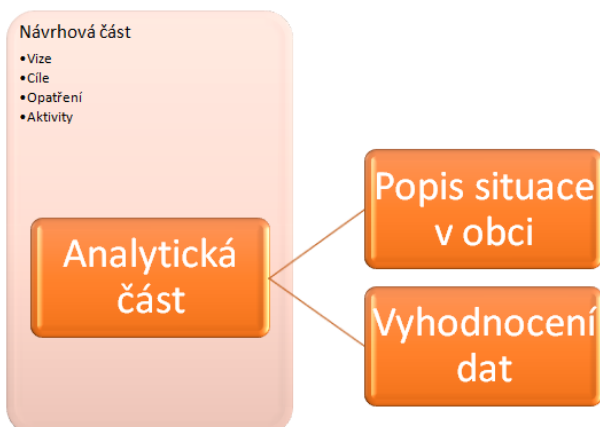 Návrhová část
•Vize
•Cíle
•Opatření
•Aktivity
Analytická
část
Popis situace
v obci
Vyhodnocení
dat